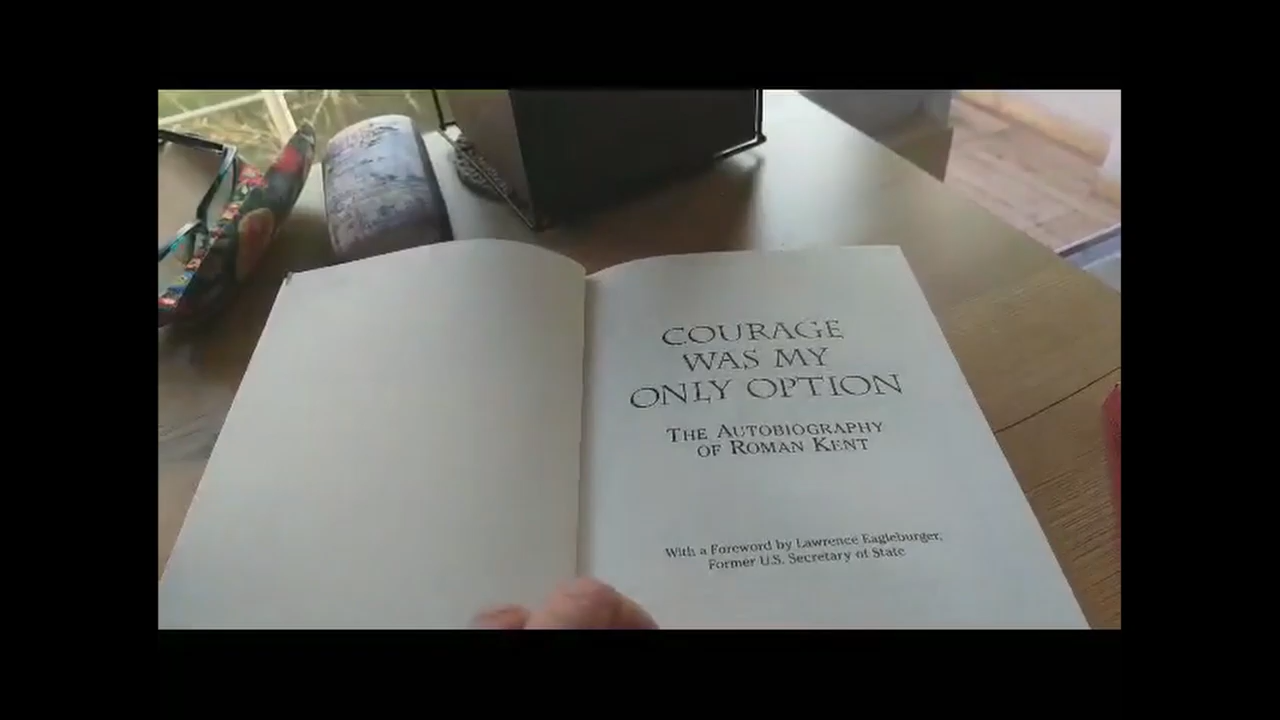 COURAGE
WAS MY
ONLY OPTION
THE AUTOBIOGRAPHY
OF ROMAN KENT
With a Foreword by Lawrence Eagleburger,
Former U.S. Secretary of State